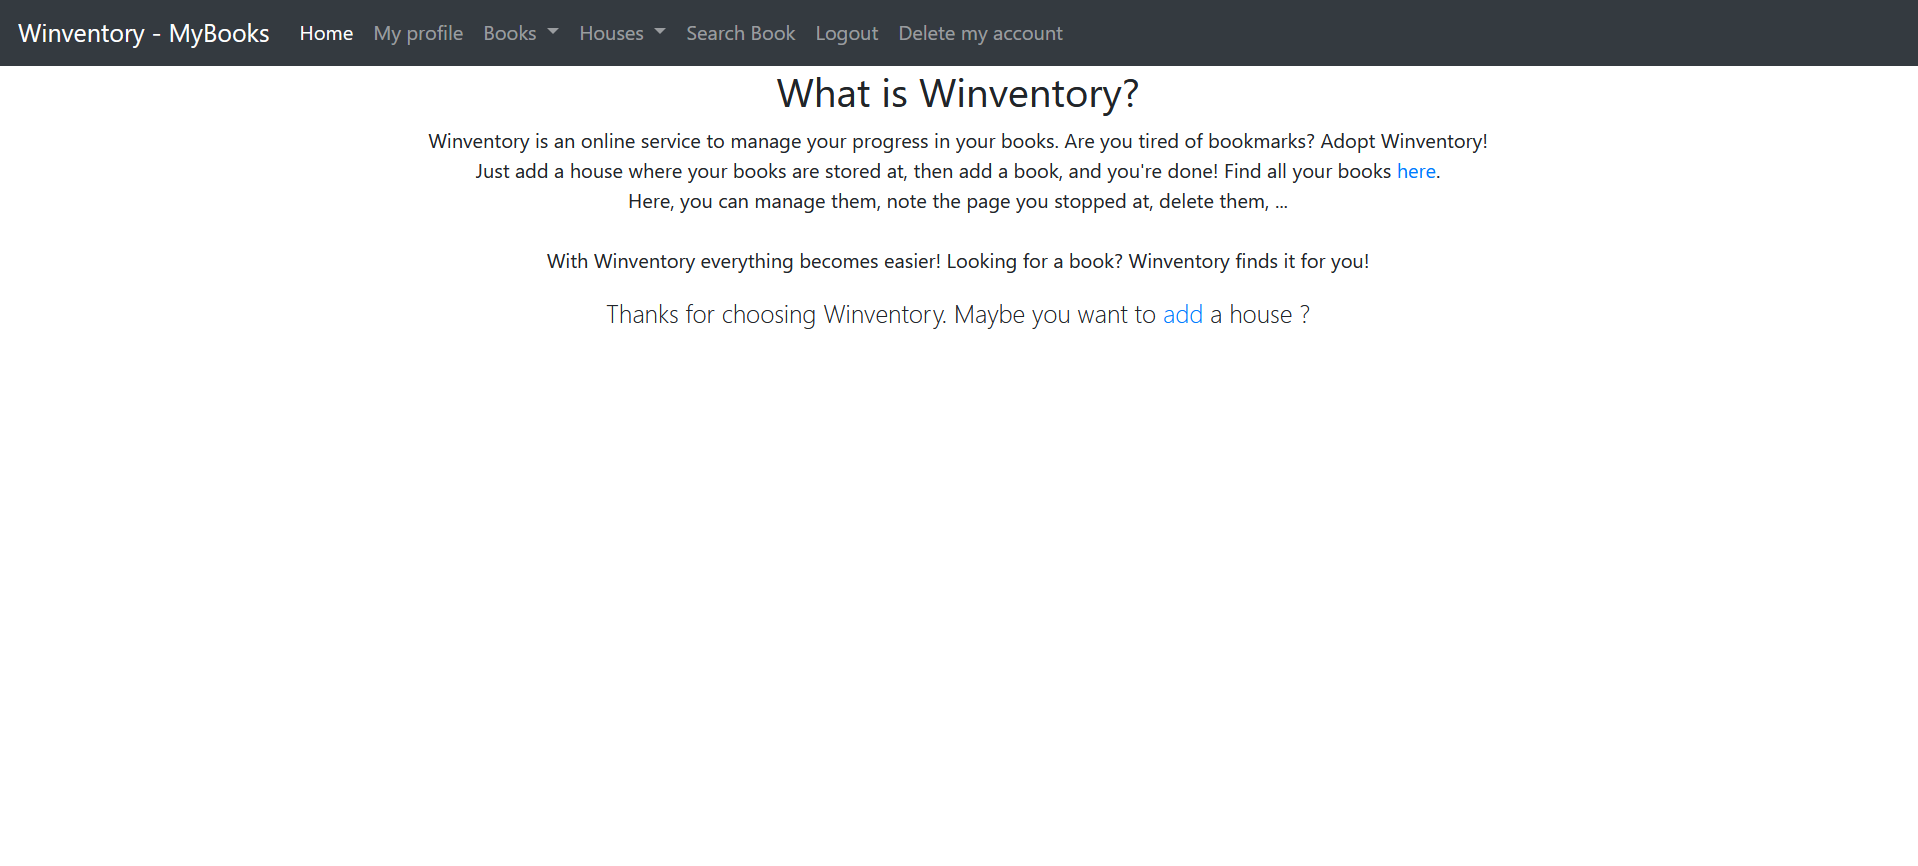 Winventory - MyBooks Home My profile Books Houses Search Book Logout Delete my account
What is Winventory?
Winventory is an online service to manage your progress in your books. Are you tired of bookmarks? Adopt Winventory!
Just add a house where your books are stored at, then add a book, and you're done! Find all your books here.
Here, you can manage them, note the page you stopped at, delete them, ...
With Winventory everything becomes easier! Looking for a book? Winventory finds it for you!
Thanks for choosing Winventory. Maybe you want to add a house ?